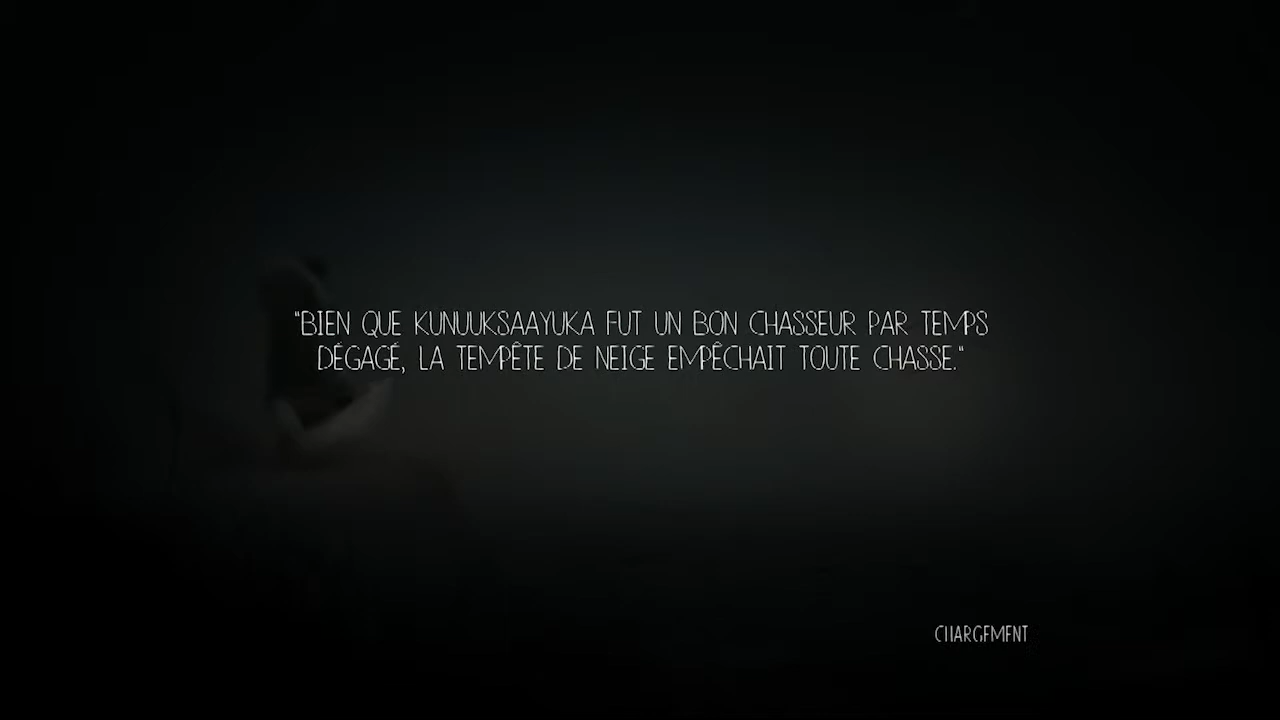 "BIEN QUE KUNUUKSAAYUKA FUT UN BON CHASSEUR PAR TEMPS
DÉGAGÉ, LA TEMPÊTE DE NEIGE EMPÊCHAIT TOUTE CHASSE."
CHARGEMENT